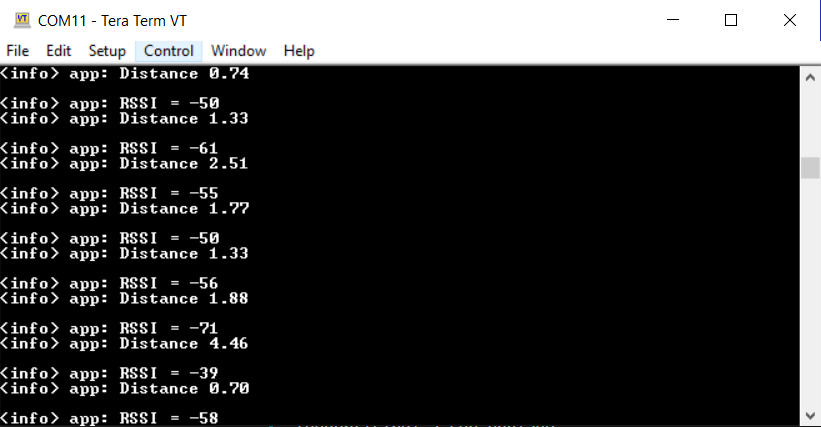 COM11 - Tera Term VT
File Edit Setup Control Window Help
<info> app: Distance 0.74
<info> app: RSSI = -50
<info> app: Distance 1.33
<info> app: RSSI = -61
<info> app: Distance 2.51
<info> app: RSSI = -55
<info> app: Distance 1.77
<info> app: RSSI = -50
<info> app: Distance 1.33
<info> app: RSSI = -56
<info> app: Distance 1.88
<info> app: RSSI = -71
<info> app: Distance 4.46
<info> app: RSSI = -39
<info> app: Distance 0.70
<info> app: RSSI = -58